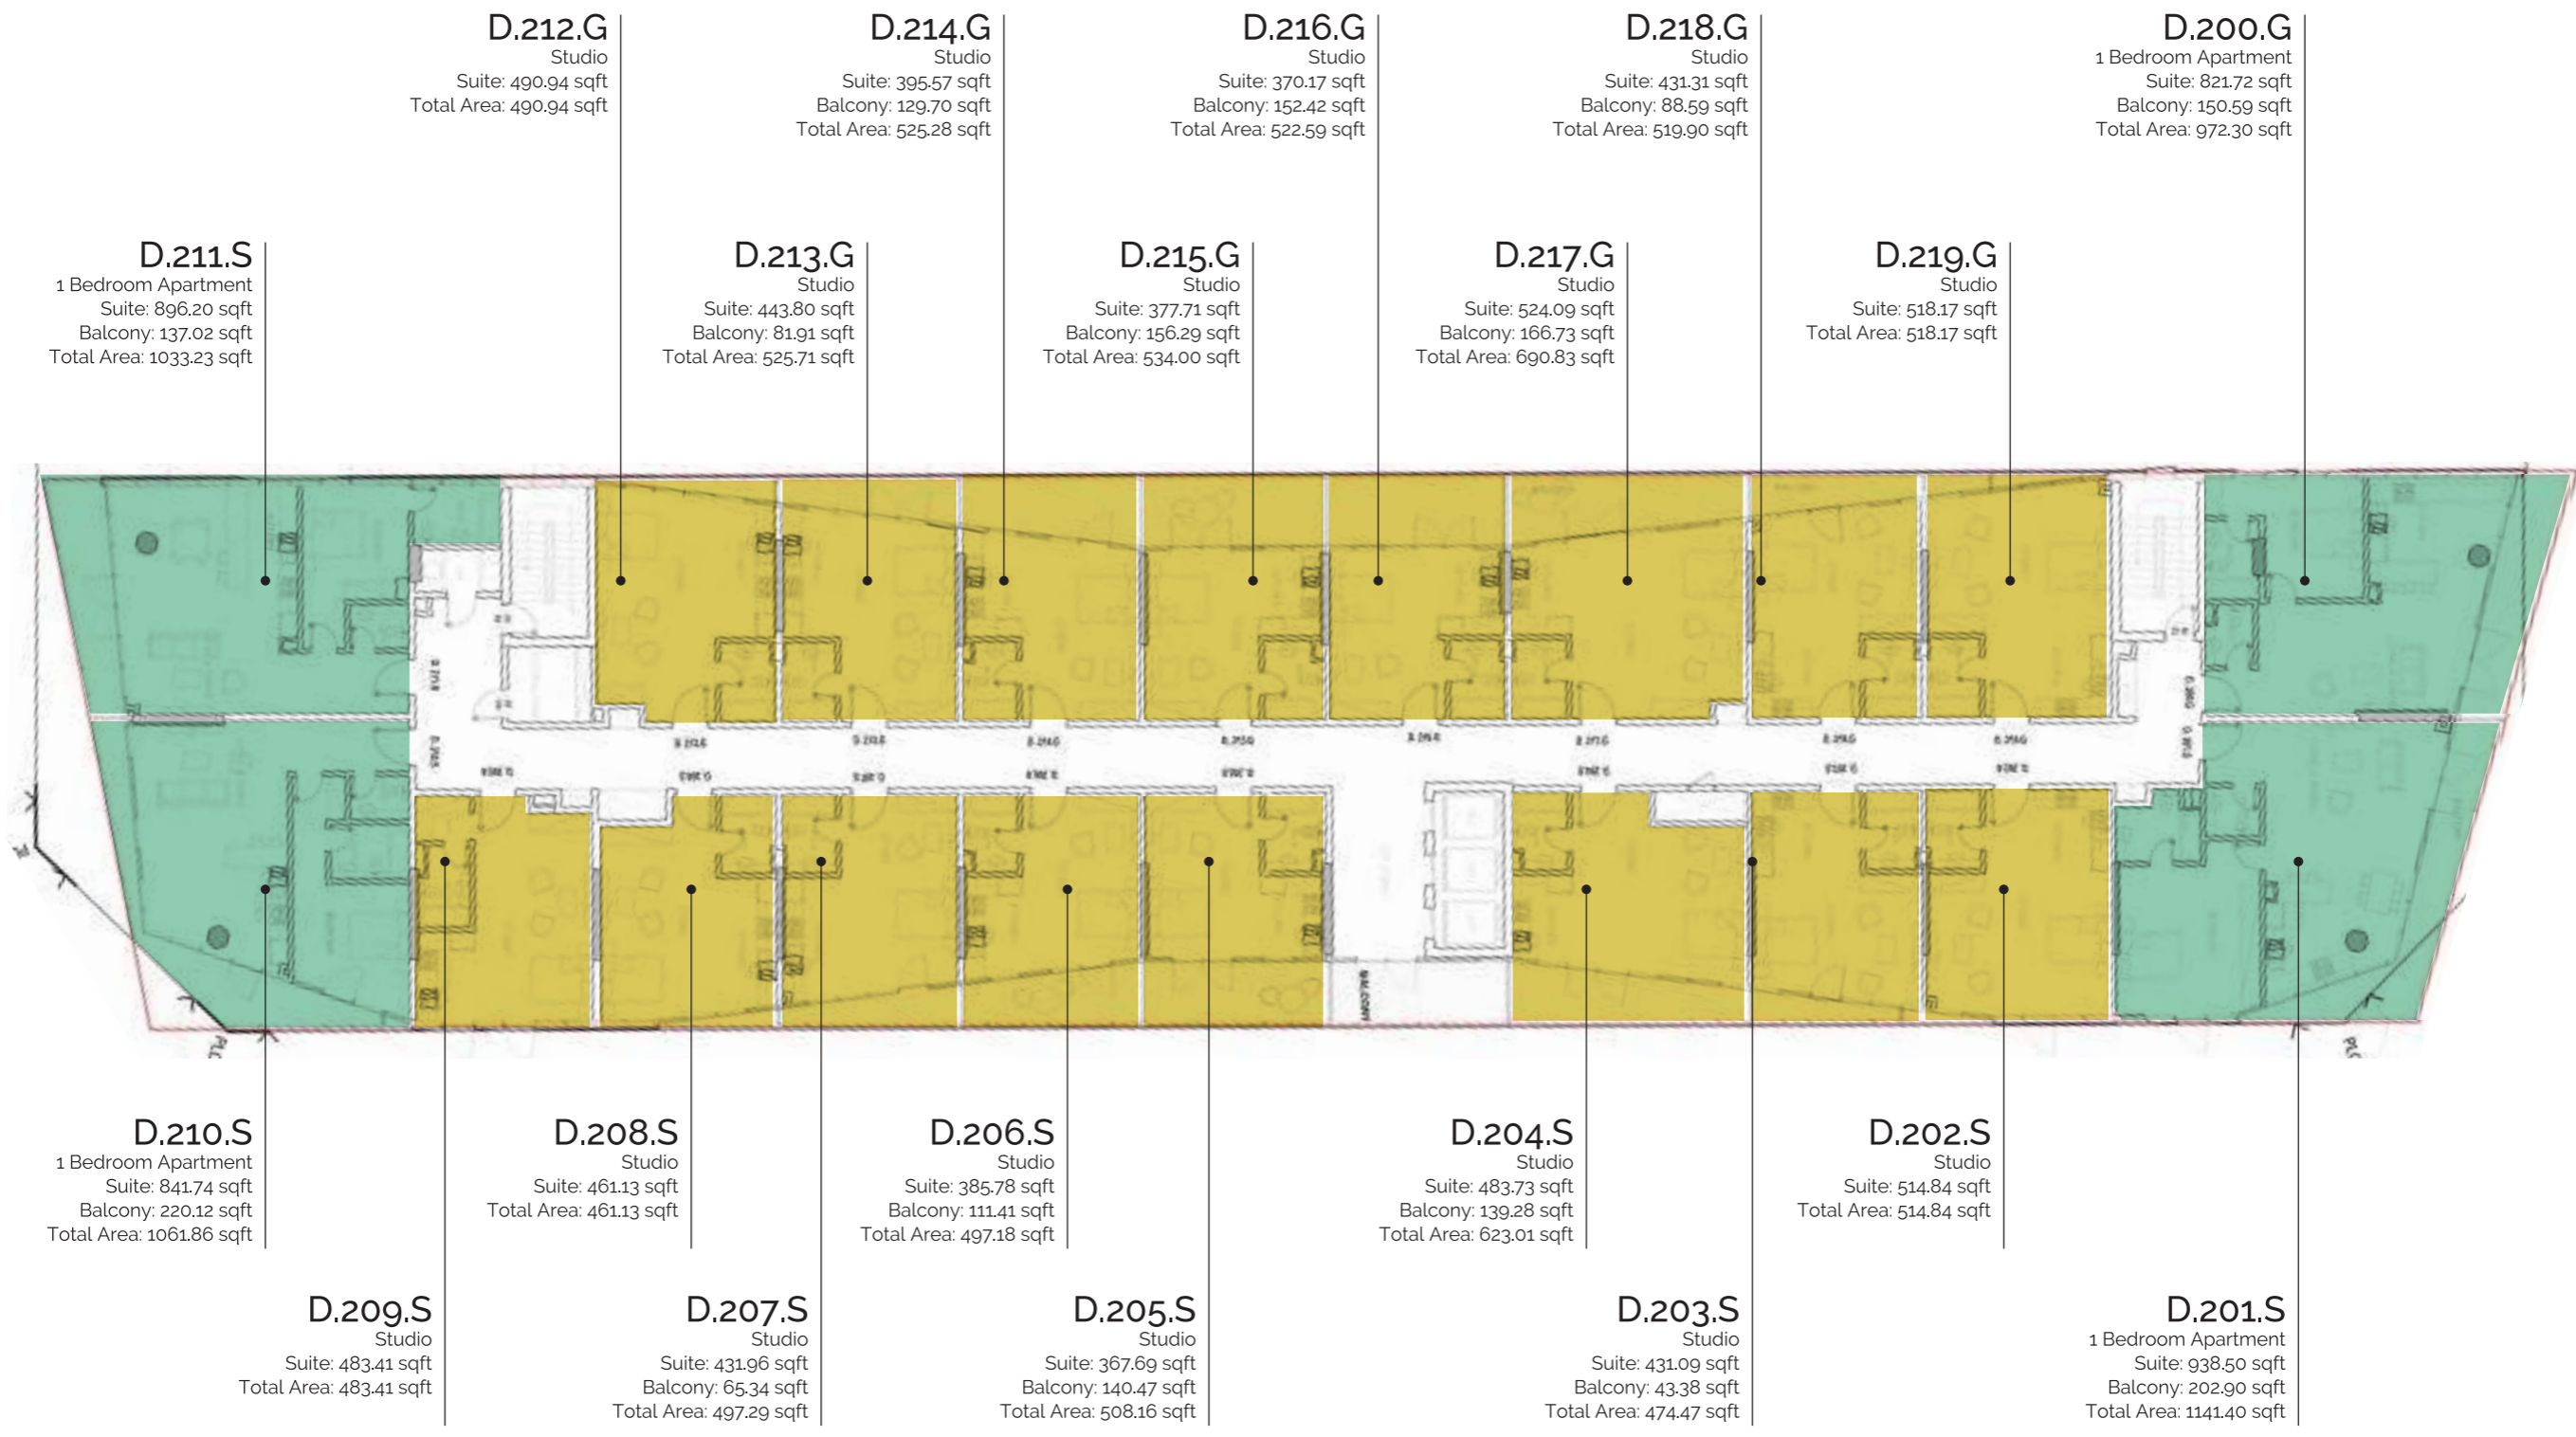 D.212.G
Studio
Suite: 490.94 sqft
Total Area: 490.94 sqft
D.214.G
Studio
Suite: 395.57 sqft
Balcony: 129.70 sqft
Total Area: 525.28 sqft
D.216.G
Studio
Suite: 370.17 sqft
Balcony: 152.42 sqft
Total Area: 522.59 sqft
D.218.G
Studio
Suite: 431.31 sqft
Balcony: 88.59 sqft
Total Area: 519.90 sqft
D.200.G
1 Bedroom Apartment
Suite: 821.72 sqft
Balcony: 150.59 sqft
Total Area: 972.30 sqft
D.211.S
1 Bedroom Apartment
Suite: 896.20 sqft
Balcony: 137.02 sqft
Total Area: 1033.23 sqft
D.213.G
Studio
Suite: 443.80 sqft
Balcony: 81.91 sqft
Total Area: 525.71 sqft
D.215.G
Studio
Suite: 377.71 sqft
Balcony: 156.29 sqft
Total Area: 534.00 sqft
D.217.G
Studio
Suite: 524.09 sqft
Balcony: 166.73 sqft
Total Area: 690.83 sqft
D.219.G
Studio
Suite: 518.17 sqft
Total Area: 518.17 sqft
BALCONY
D.210.S
1 Bedroom Apartment
Suite: 841.74 sqft
Balcony: 220.12 sqft
Total Area: 1061.86 sqft
D.208.S
Studio
Suite: 461.13 sqft
Total Area: 461.13 sqft
D.206.S
Studio
Suite: 385.78 sqft
Balcony: 111.41 sqft
Total Area: 497.18 sqft
D.204.S
Studio
Suite: 483.73 sqft
Balcony: 139.28 sqft
Total Area: 623.01 sqft
D.202.S
Studio
Suite: 514.84 sqft
Total Area: 514.84 sqft
D.209.S
Studio
Suite: 483.41 sqft
Total Area: 483.41 sqft
D.207.S
Studio
Suite: 431.96 sqft
Balcony: 65.34 sqft
Total Area: 497.29 sqft
D.205.S
Studio
Suite: 367.69 sqft
Balcony: 140.47 sqft
Total Area: 508.16 sqft
D.203.S
Studio
Suite: 431.09 sqft
Balcony: 43.38 sqft
Total Area: 474.47 sqft
D.201.S
1 Bedroom Apartment
Suite: 938.50 sqft
Balcony: 202.90 sqft
Total Area: 1141.40 sqft